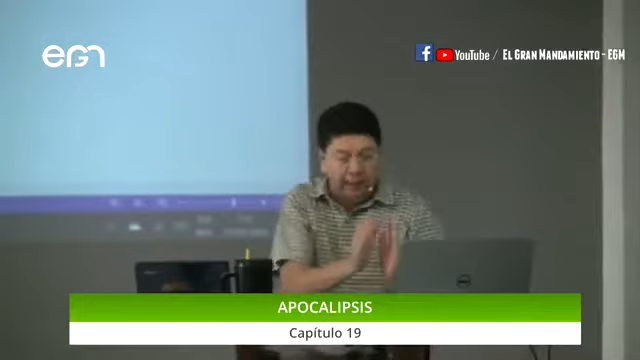 egm
YouTube / El Gran Mandamiento - EGM
DELL
APOCALIPSIS
Capítulo 19